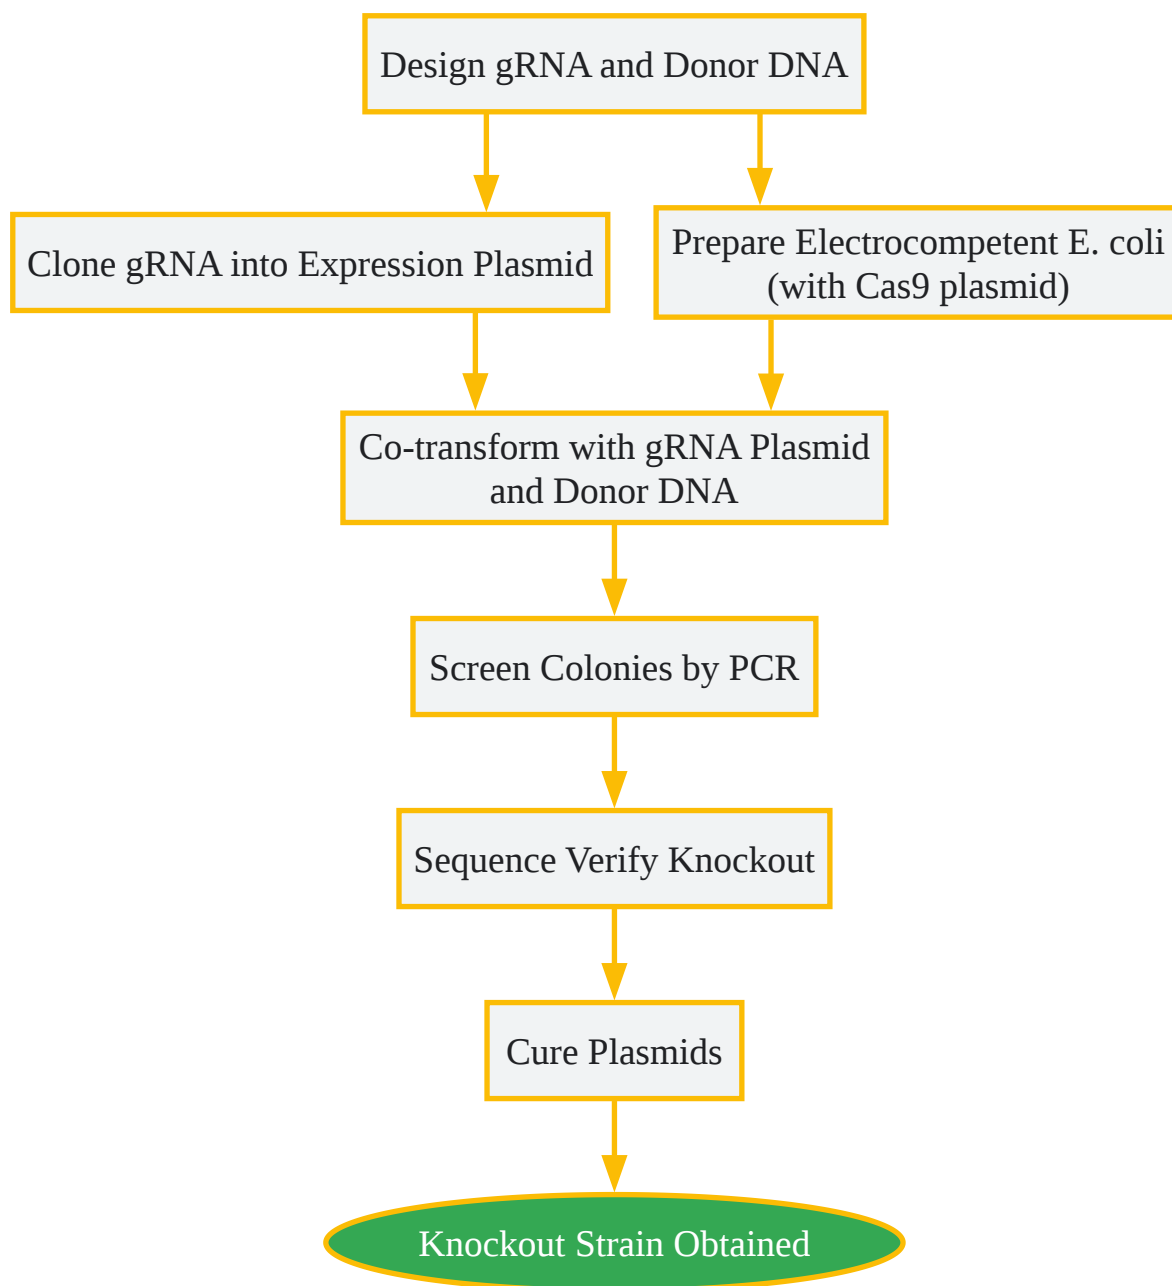 Design gRNA and Donor DNA
Clone gRNA into Expression Plasmid
Prepare Electrocompetent E. coli
(with Cas9 plasmid)
Co-transform with gRNA Plasmid
and Donor DNA
Screen Colonies by PCR
Sequence Verify Knockout
Cure Plasmids
Knockout Strain Obtained